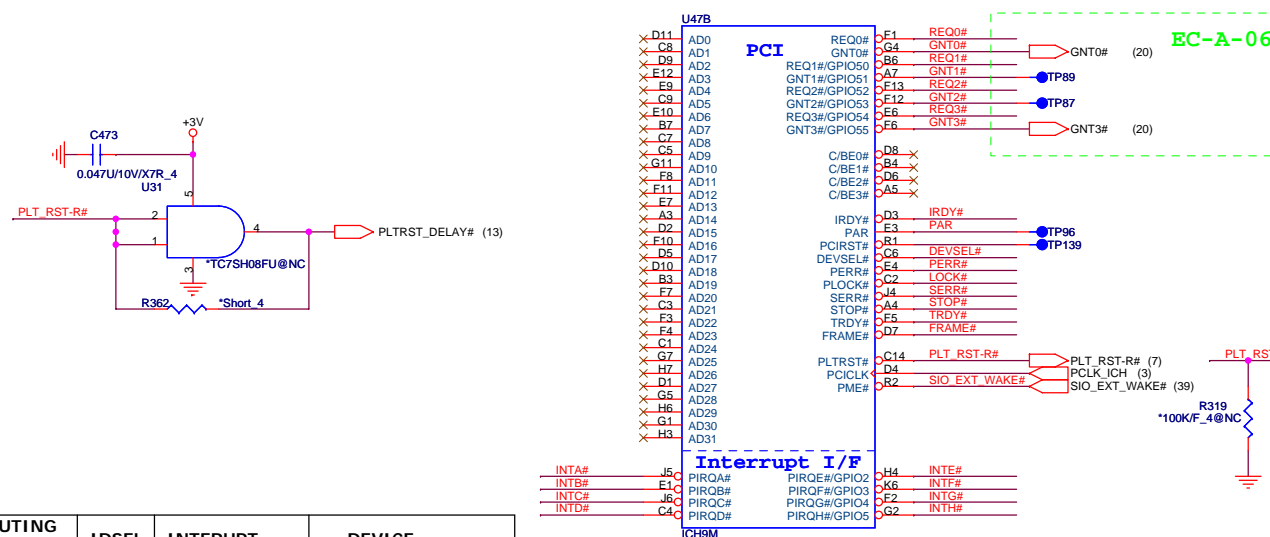 U47B
PCI
EC-A-06
D11 AD0 REQ0# F1 REQ0#
C8 AD1 GNT0# G4 GNT0# GNT0# (20)
D9 AD2 REQ1#/GPIO50 B6 REQ1#
E12 AD3 GNT1#/GPIO51 A7 GNT1# TP89
E9 AD4 REQ2#/GPIO52 F13 REQ2#
C9 AD5 GNT2#/GPIO53 F12 GNT2# TP87
E10 AD6 REQ3#/GPIO54 E6 REQ3#
B7 AD7 GNT3#/GPIO55 F6 GNT3# GNT3# (20)
C7 AD8
C5 AD9 C/BE0# D8
G11 AD10 C/BE1# B4
F8 AD11 C/BE2# D6
F11 AD12 C/BE3# A5
E7 AD13
A3 AD14 IRDY# D3 IRDY#
D2 AD15 PAR E3 TP96
F10 AD16 PCIRST# R1 TP139
D5 AD17 DEVSEL# C6 DEVSEL#
D10 AD18 PERR# E4 PERR#
B3 AD19 PLOCK# C2 LOCK#
F7 AD20 SERR# J4 SERR#
C3 AD21 STOP# A4 STOP#
F3 AD22 TRDY# F5 TRDY#
F4 AD23 FRAME# D7 FRAME#
C1 AD24
G7 AD25 PLTRST# C14 PLT_RST-R# PLT_RST-R# (7)
H7 AD26 PCICLK D4 PCLK_ICH (3)
D1 AD27 PME# R2 SIO_EXT_WAKE# SIO_EXT_WAKE# (39)
G5 AD28
H6 AD29
G1 AD30
H3 AD31
Interrupt I/F
INTA# J5 PIRQA# PIRQE#/GPIO2 H4 INTE#
INTB# E1 PIRQB# PIRQF#/GPIO3 K6 INTF#
INTC# J6 PIRQC# PIRQG#/GPIO4 F2 INTG#
INTD# C4 PIRQD# PIRQH#/GPIO5 G2 INTH#
ICH9M
+3V
C473
0.047U/10V/X7R_4
U31
5
PLT_RST-R# 2
1
4 PLTRST_DELAY# (13)
3
*TC7SH08FU@NC
R362 *Short_4
PLT_RS
R319
*100K/F_4@NC
UTING
IDSEL INTERUPT DEVICE